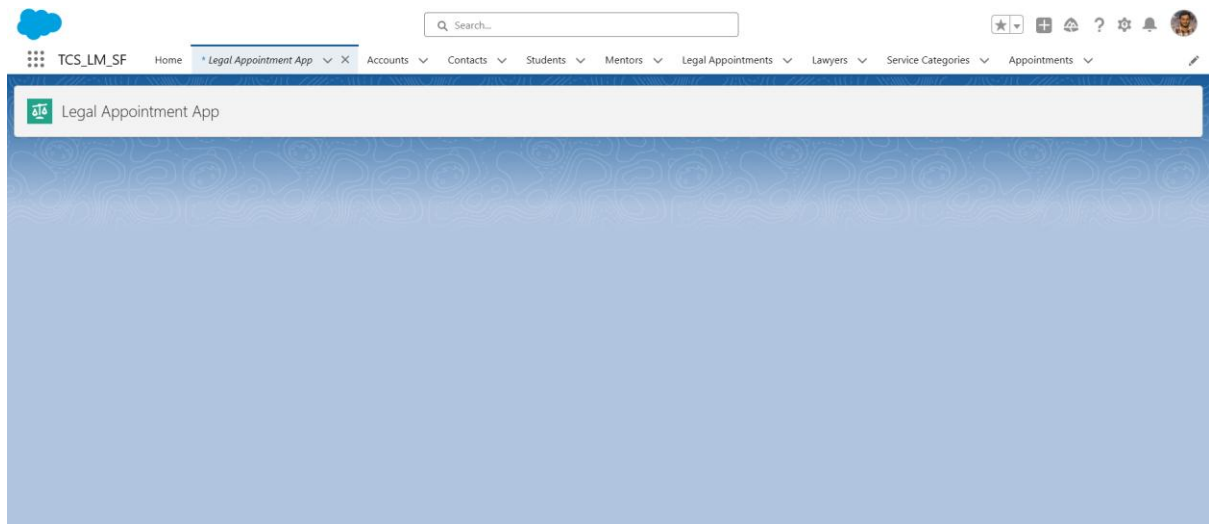 Search...
TCS_LM_SF Home * Legal Appointment App Accounts Contacts Students Mentors Legal Appointments Lawyers Service Categories Appointments
Legal Appointment App